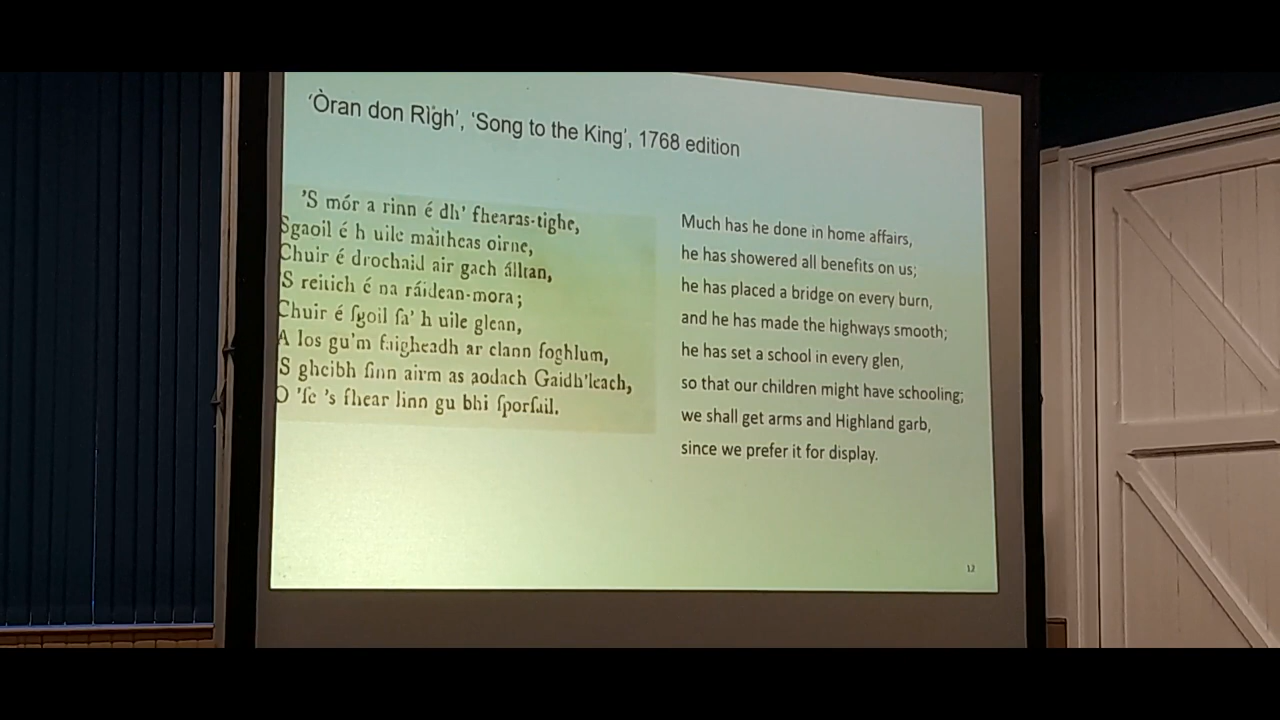 'Òran don Rìgh', 'Song to the King', 1768 edition
'S mór a rinn é dh' fhearas-tighe,
Sgaoil é h uile màitheas oirne,
Chuir é drochaid air gach álltan,
'S reitich é na ráidean-mora;
Chuir é ſgoil ſa' h uile glean,
A los gu'm faigheadh ar clann foghlum,
'S gheibh ſinn airm as aodach Gaidh'leach,
O 'ſe 's fhear linn gu bhi ſporſail.
Much has he done in home affairs,
he has showered all benefits on us;
he has placed a bridge on every burn,
and he has made the highways smooth;
he has set a school in every glen,
so that our children might have schooling;
we shall get arms and Highland garb,
since we prefer it for display.
12